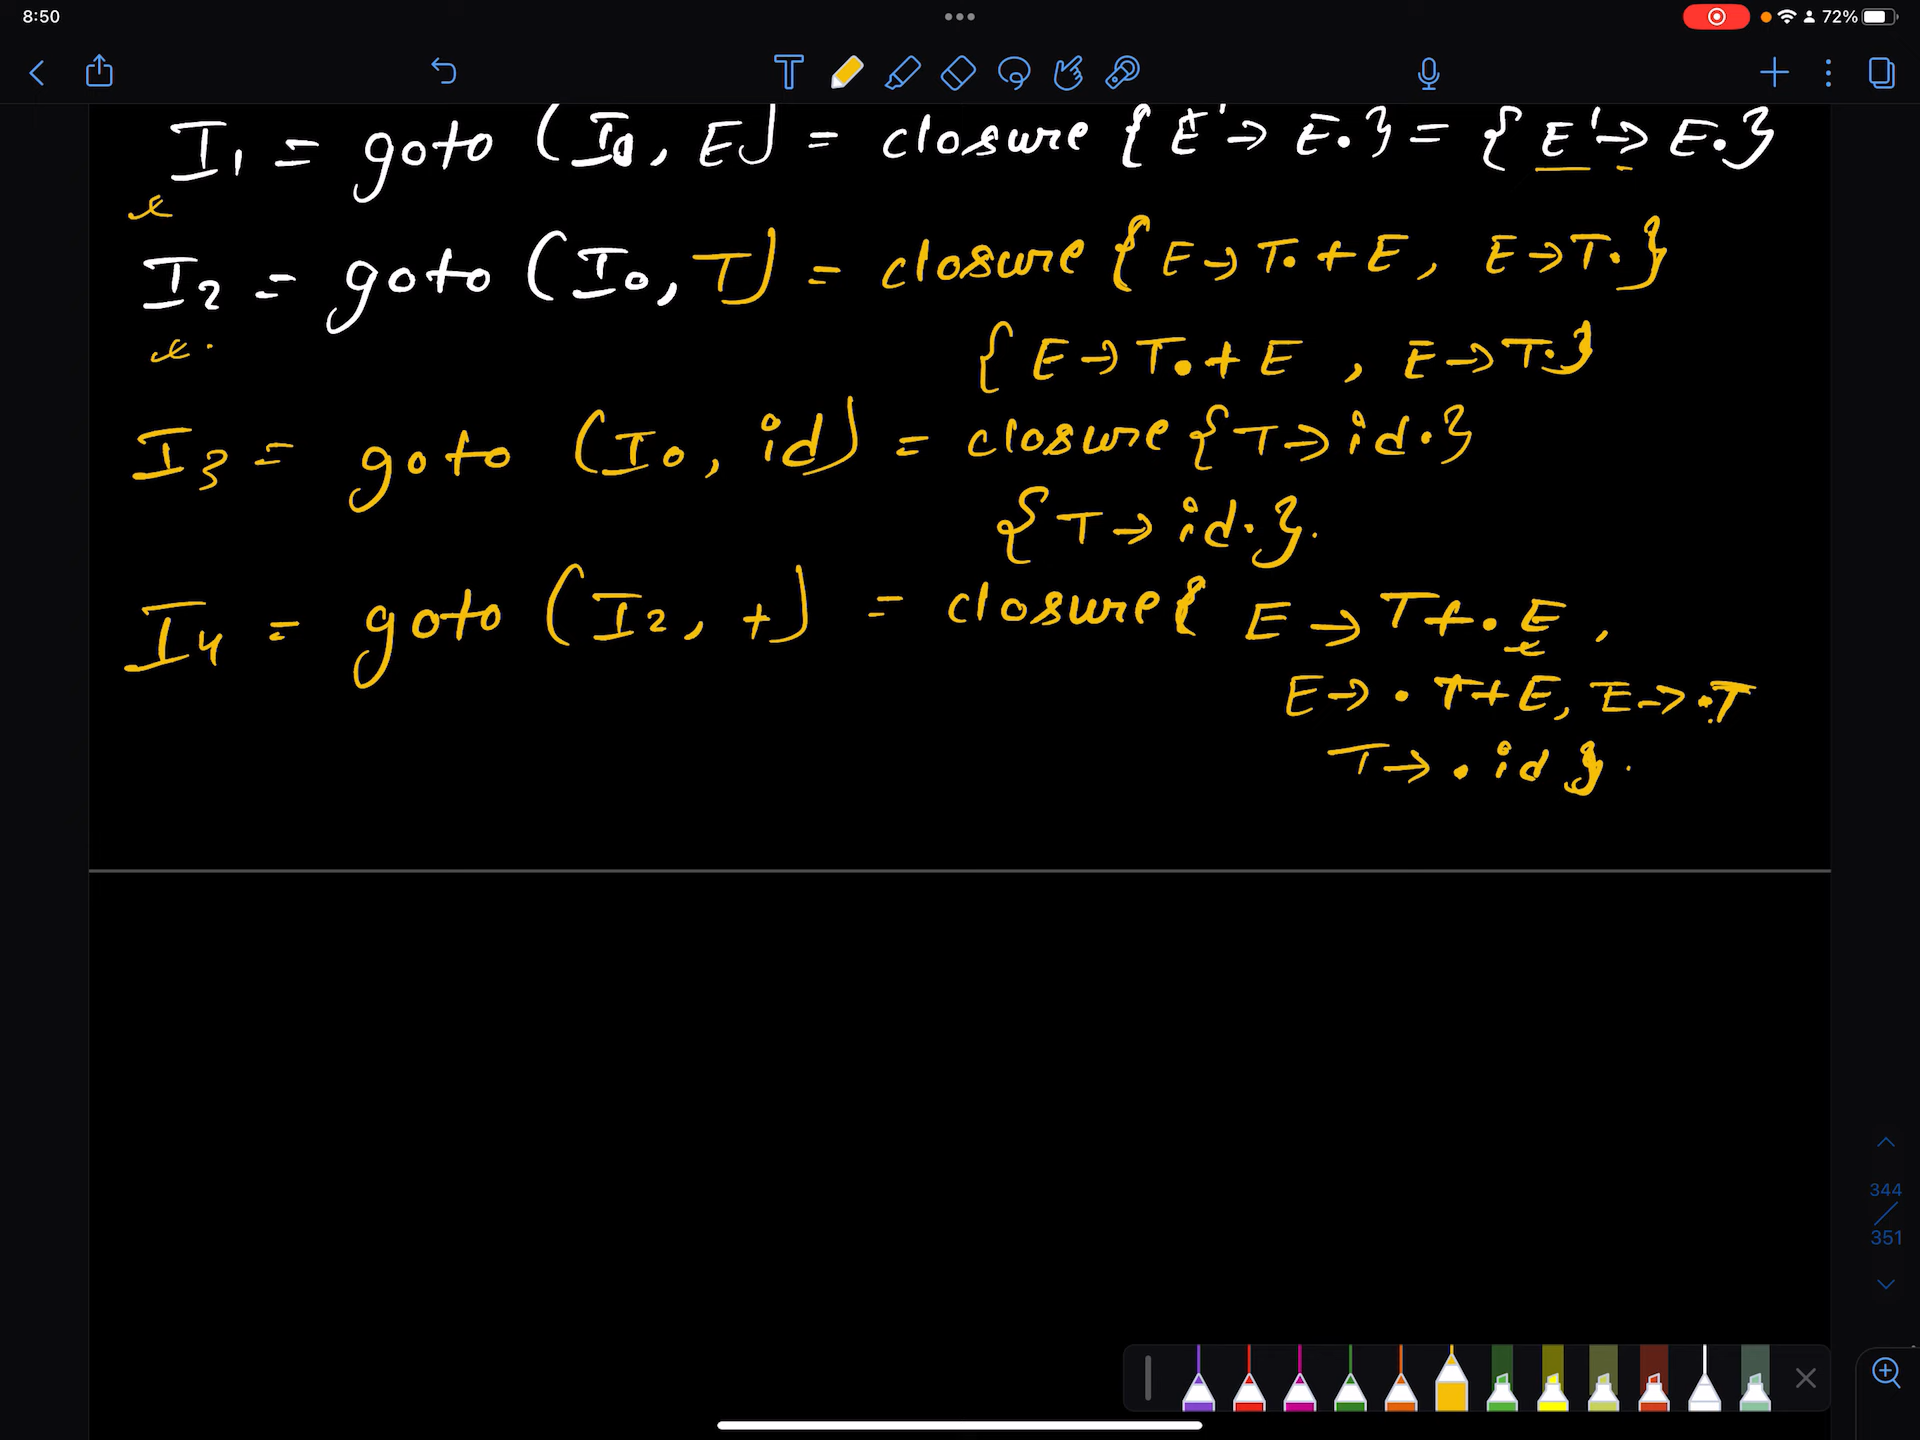 8:50
72%
I₁ = goto (I₀, E) = closure { E' → E. } = { E' → E. }
I₂ = goto (I₀, T) = closure { E → T. + E, E → T. }
{ E → T. + E , E → T. }
I₃ = goto (I₀, id) = closure { T → id. }
{ T → id. }.
I₄ = goto (I₂, +) = closure { E → T + . E ,
E → . T + E, E → . T
T → . id }.
344
/
351